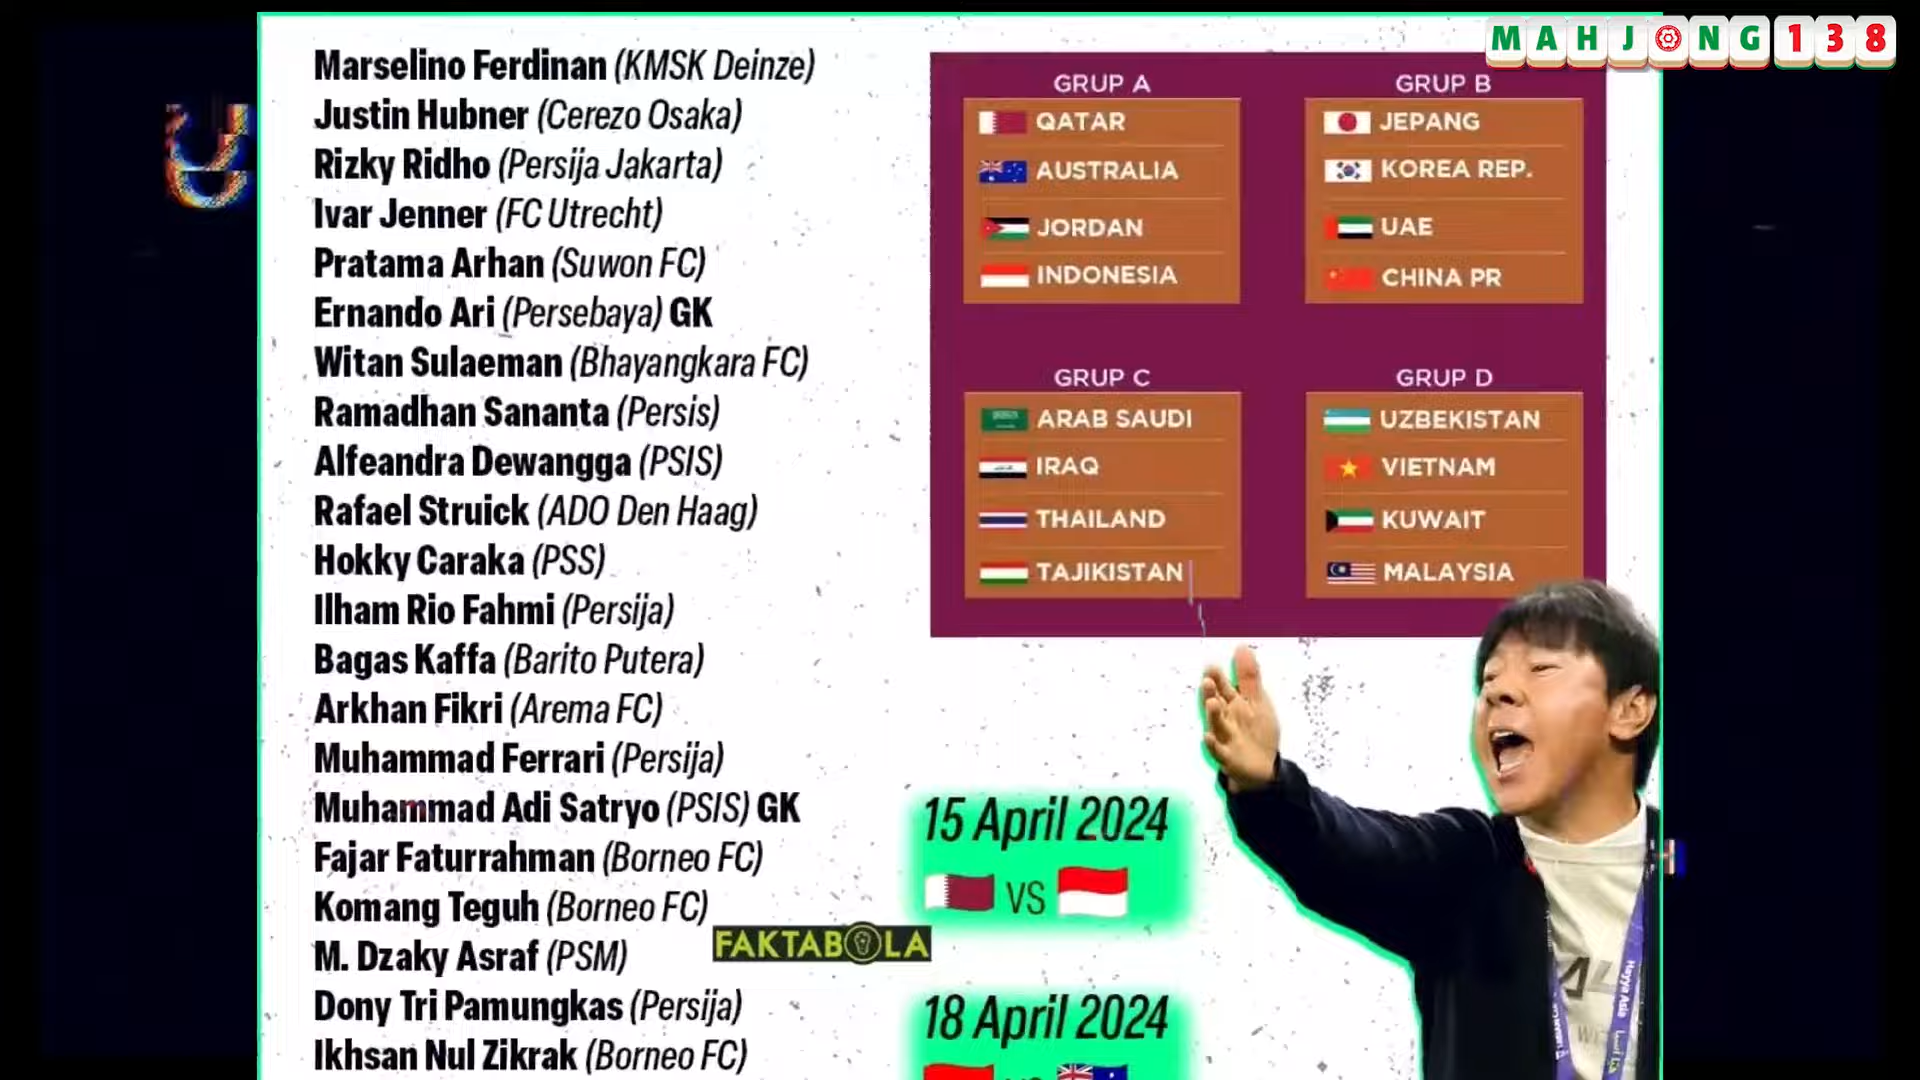 MAHJONG138
Marselino Ferdinan (KMSK Deinze)
Justin Hubner (Cerezo Osaka)
Rizky Ridho (Persija Jakarta)
Ivar Jenner (FC Utrecht)
Pratama Arhan (Suwon FC)
Ernando Ari (Persebaya) GK
Witan Sulaeman (Bhayangkara FC)
Ramadhan Sananta (Persis)
Alfeandra Dewangga (PSIS)
Rafael Struick (ADO Den Haag)
Hokky Caraka (PSS)
Ilham Rio Fahmi (Persija)
Bagas Kaffa (Barito Putera)
Arkhan Fikri (Arema FC)
Muhammad Ferrari (Persija)
Muhammad Adi Satryo (PSIS) GK
Fajar Faturrahman (Borneo FC)
Komang Teguh (Borneo FC)
M. Dzaky Asraf (PSM)
Dony Tri Pamungkas (Persija)
Ikhsan Nul Zikrak (Borneo FC)
GRUP A
QATAR
AUSTRALIA
JORDAN
INDONESIA
GRUP B
JEPANG
KOREA REP.
UAE
CHINA PR
GRUP C
ARAB SAUDI
IRAQ
THAILAND
TAJIKISTAN
GRUP D
UZBEKISTAN
VIETNAM
KUWAIT
MALAYSIA
15 April 2024
VS
FAKTABOLA
18 April 2024
VS
Hayya Asia